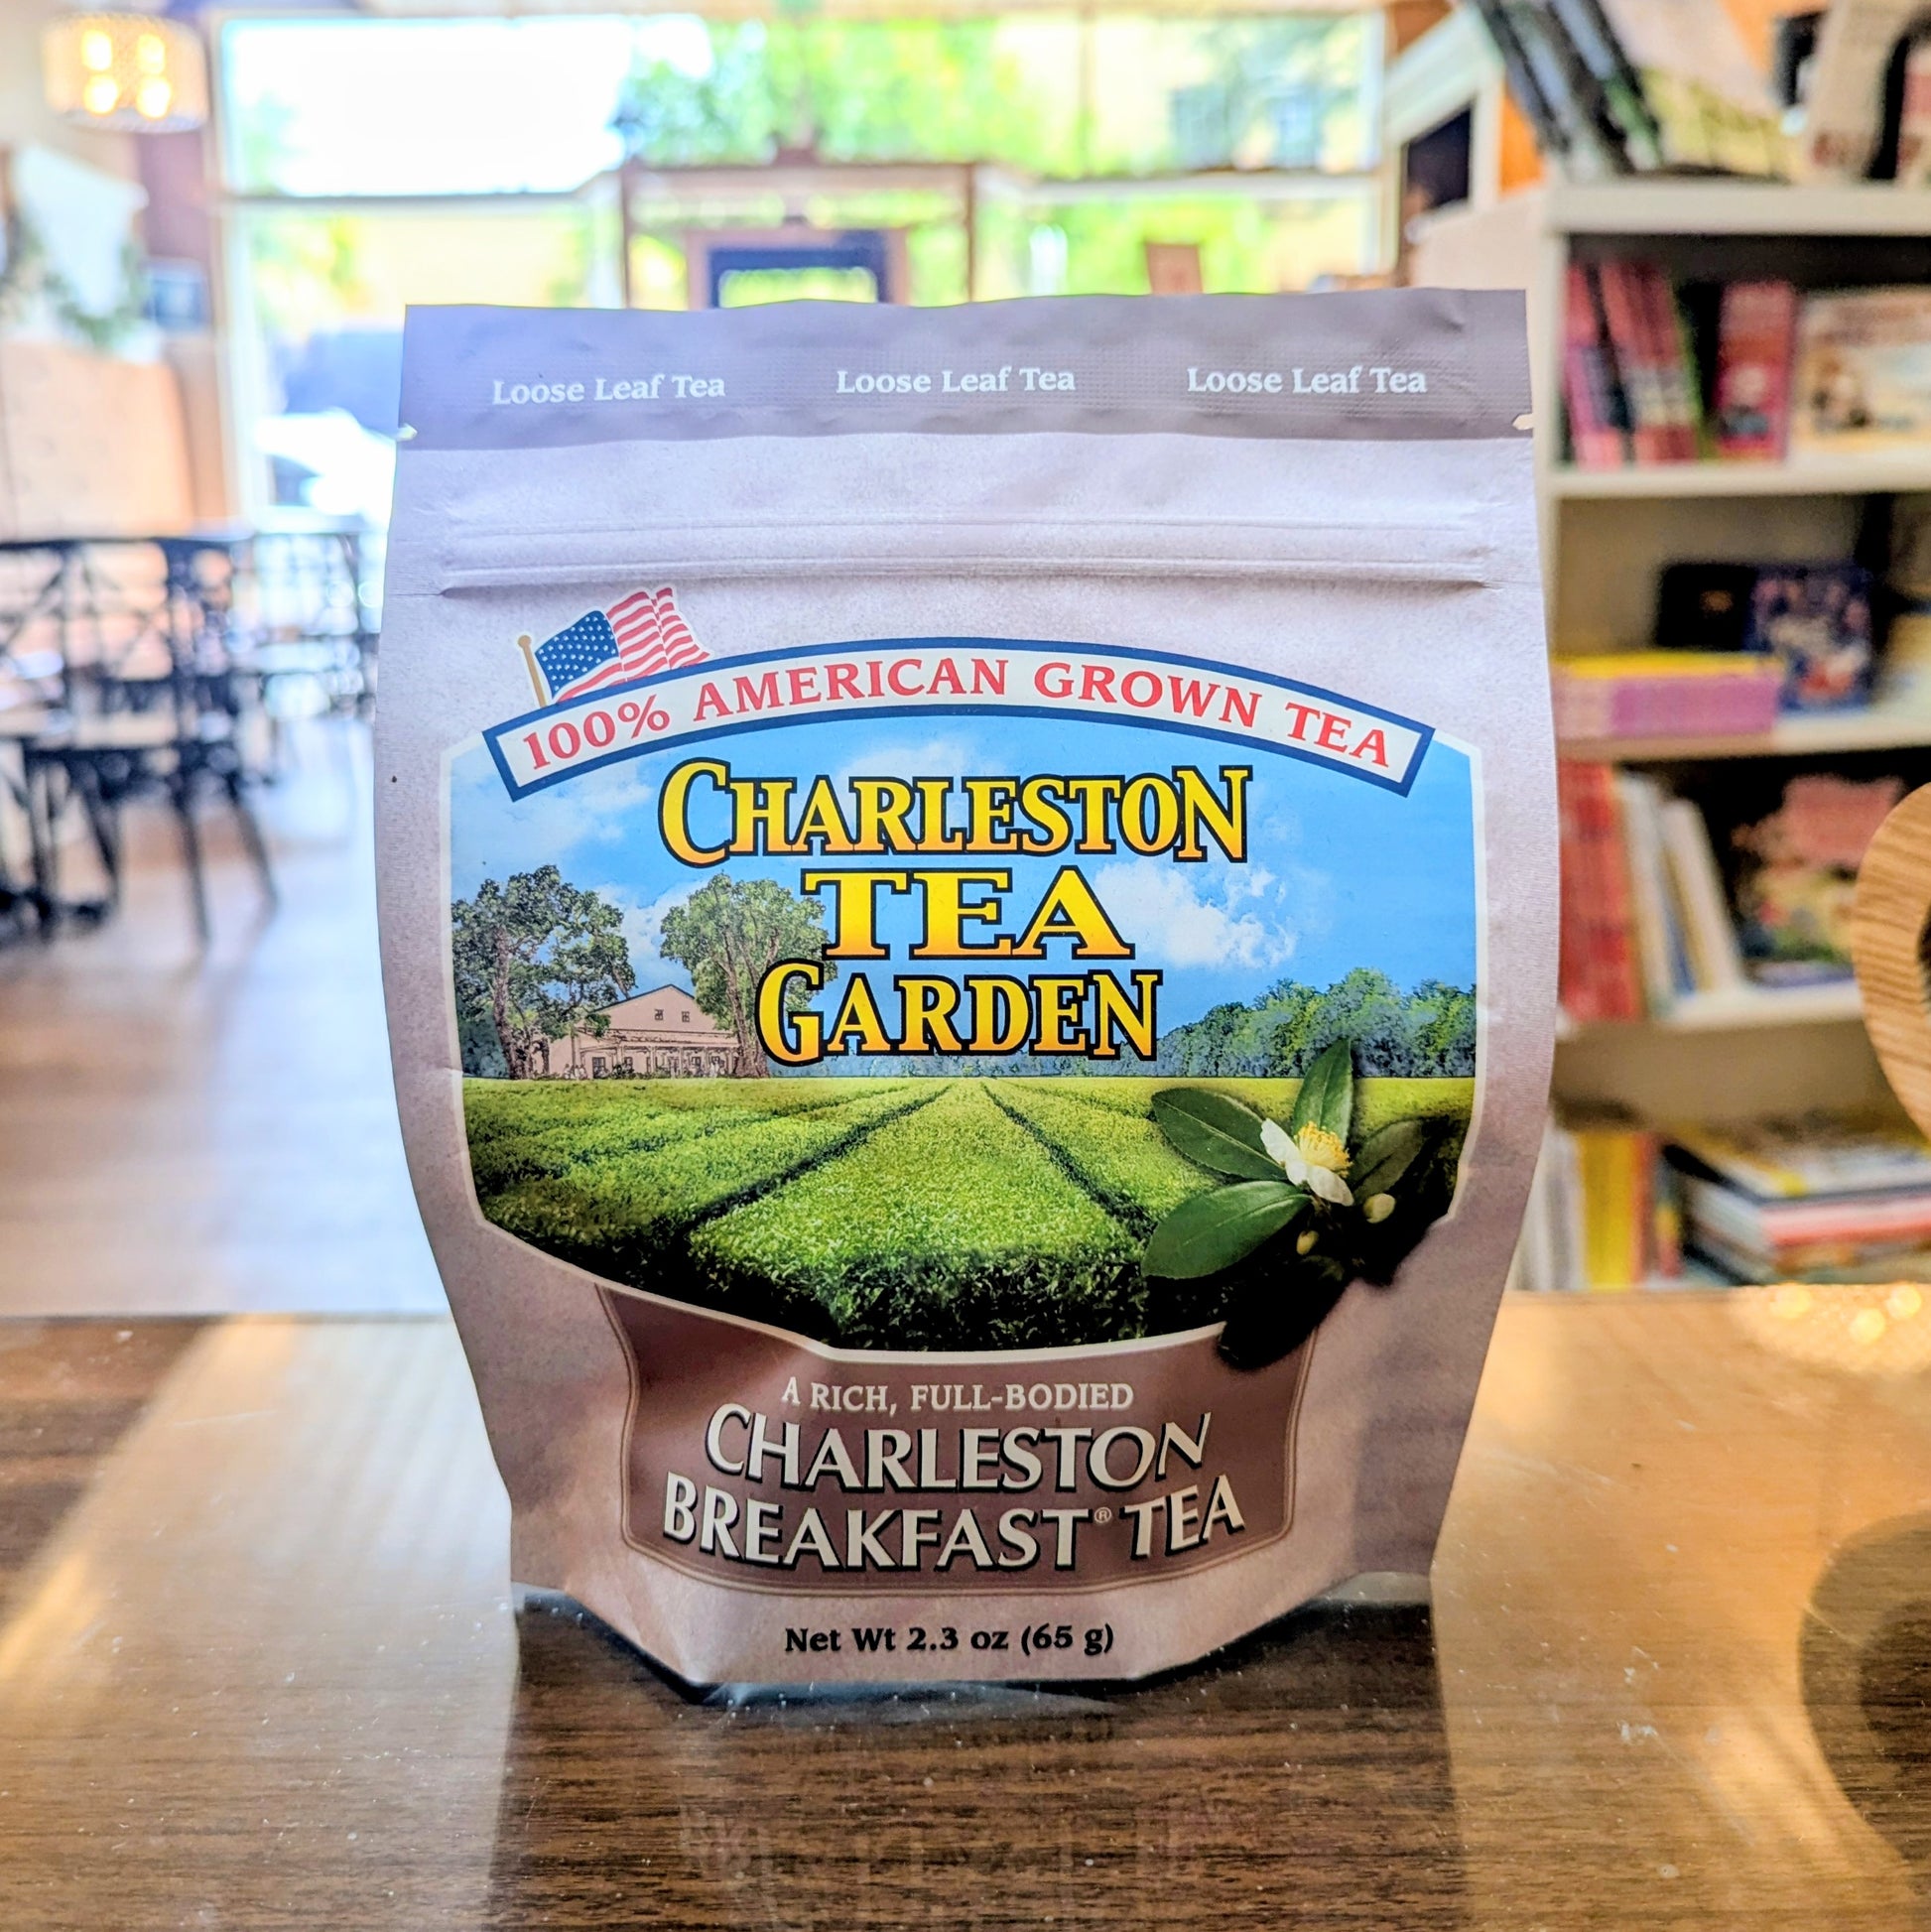 Loose Leaf Tea Loose Leaf Tea Loose Leaf Tea
100% AMERICAN GROWN TEA
CHARLESTON
TEA
GARDEN
A RICH, FULL-BODIED
CHARLESTON
BREAKFAST® TEA
Net Wt 2.3 oz (65 g)